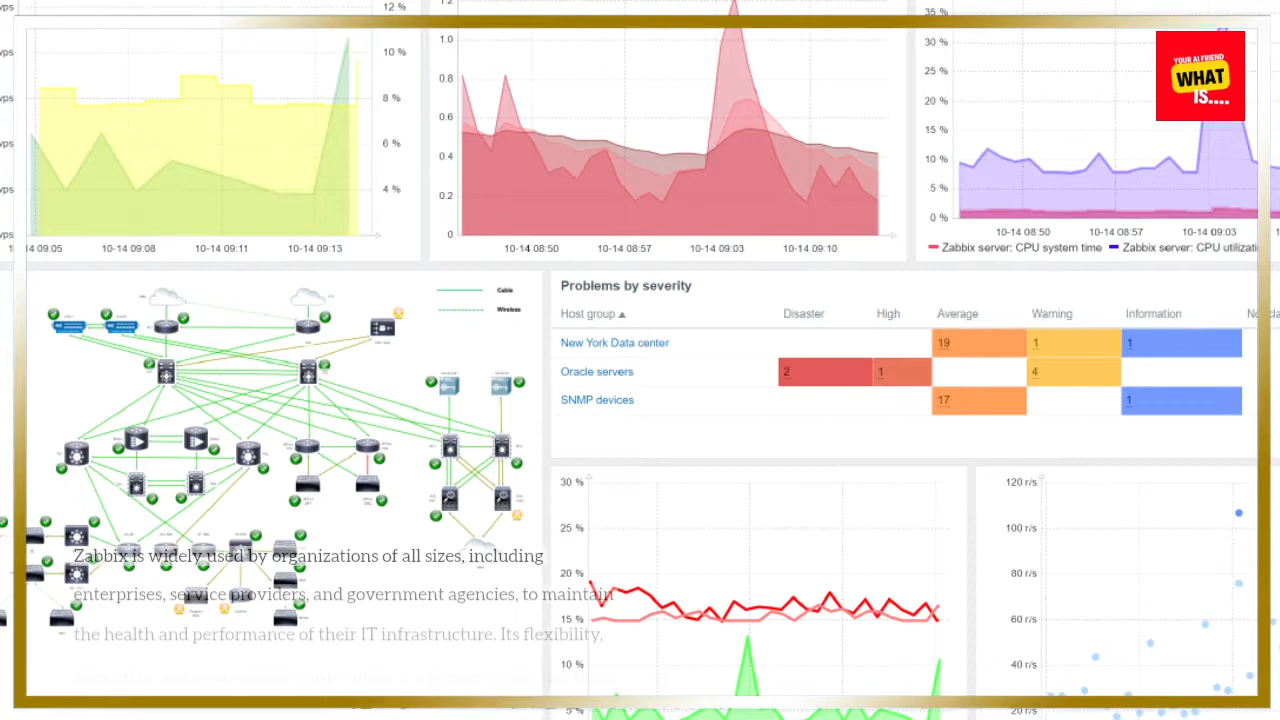 12 %
1.2
35 %
10 %
8 %
6 %
4 %
14 09:05
10-14 09:08
10-14 09:11
10-14 09:13
1.0
0.8
0.6
0.4
0.2
0
10-14 08:50
10-14 08:57
10-14 09:03
10-14 09:10
30 %
25 %
20 %
15 %
10 %
5 %
0 %
10-14 08:50
10-14 08:57
10-14 09:03
Zabbix server: CPU system time
Zabbix server: CPU utilizati
YOUR AI FRIEND
WHAT
IS....
Cable
Wireless
Problems by severity
Host group Disaster High Average Warning Information
New York Data center 19 1 1
Oracle servers 2 1 4
SNMP devices 17 1
Zabbix is widely used by organizations of all sizes, including
enterprises, service providers, and government agencies, to maintain
the health and performance of their IT infrastructure. Its flexibility,
30 %
25 %
20 %
15 %
10 %
5 %
120 r/s
100 r/s
80 r/s
60 r/s
40 r/s
20 r/s